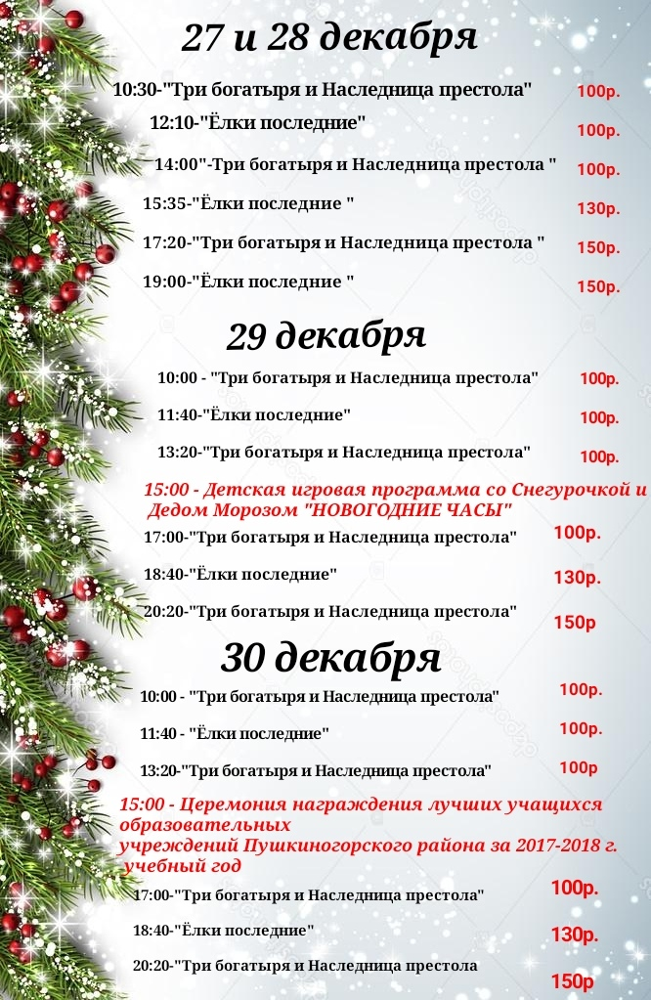 27 и 28 декабря
10:30-"Три богатыря и Наследница престола" 100р.
12:10-"Ёлки последние" 100р.
14:00"-Три богатыря и Наследница престола " 100р.
15:35-"Ёлки последние " 130р.
17:20-"Три богатыря и Наследница престола " 150р.
19:00-"Ёлки последние " 150р.
29 декабря
10:00 - "Три богатыря и Наследница престола" 100р.
11:40-"Ёлки последние" 100р.
13:20-"Три богатыря и Наследница престола" 100р.
15:00 - Детская игровая программа со Снегурочкой и
Дедом Морозом "НОВОГОДНИЕ ЧАСЫ"
17:00-"Три богатыря и Наследница престола" 100р.
18:40-"Ёлки последние" 130р.
20:20-"Три богатыря и Наследница престола" 150р
30 декабря
10:00 - "Три богатыря и Наследница престола" 100р.
11:40 - "Ёлки последние" 100р.
13:20-"Три богатыря и Наследница престола" 100р
15:00 - Церемония награждения лучших учащихся
образовательных
учреждений Пушкиногорского района за 2017-2018 г.
учебный год
17:00-"Три богатыря и Наследница престола" 100р.
18:40-"Ёлки последние" 130р.
20:20-"Три богатыря и Наследница престола 150р